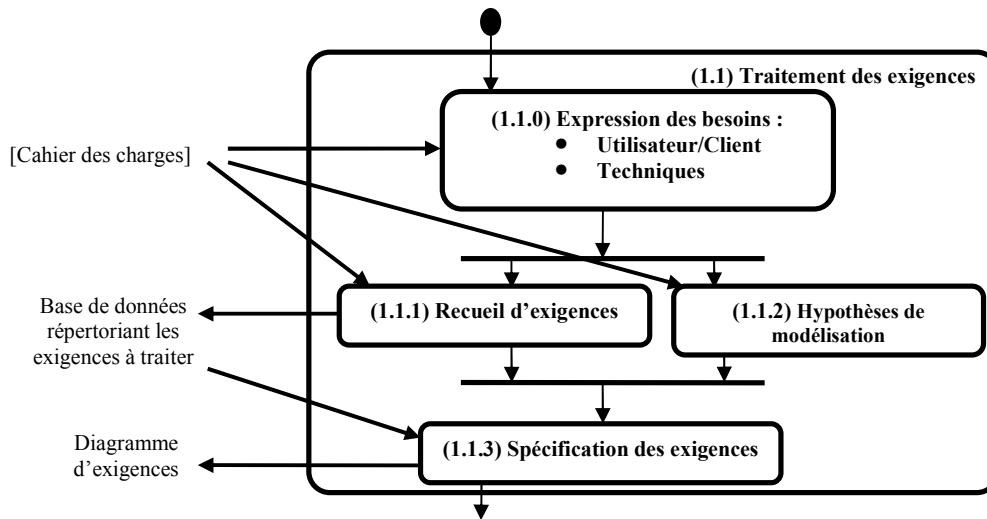 (1.1) Traitement des exigences
(1.1.0) Expression des besoins :
● Utilisateur/Client
● Techniques
[Cahier des charges]
(1.1.1) Recueil d’exigences
(1.1.2) Hypothèses de
modélisation
Base de données
répertoriant les
exigences à traiter
(1.1.3) Spécification des exigences
Diagramme
d’exigences